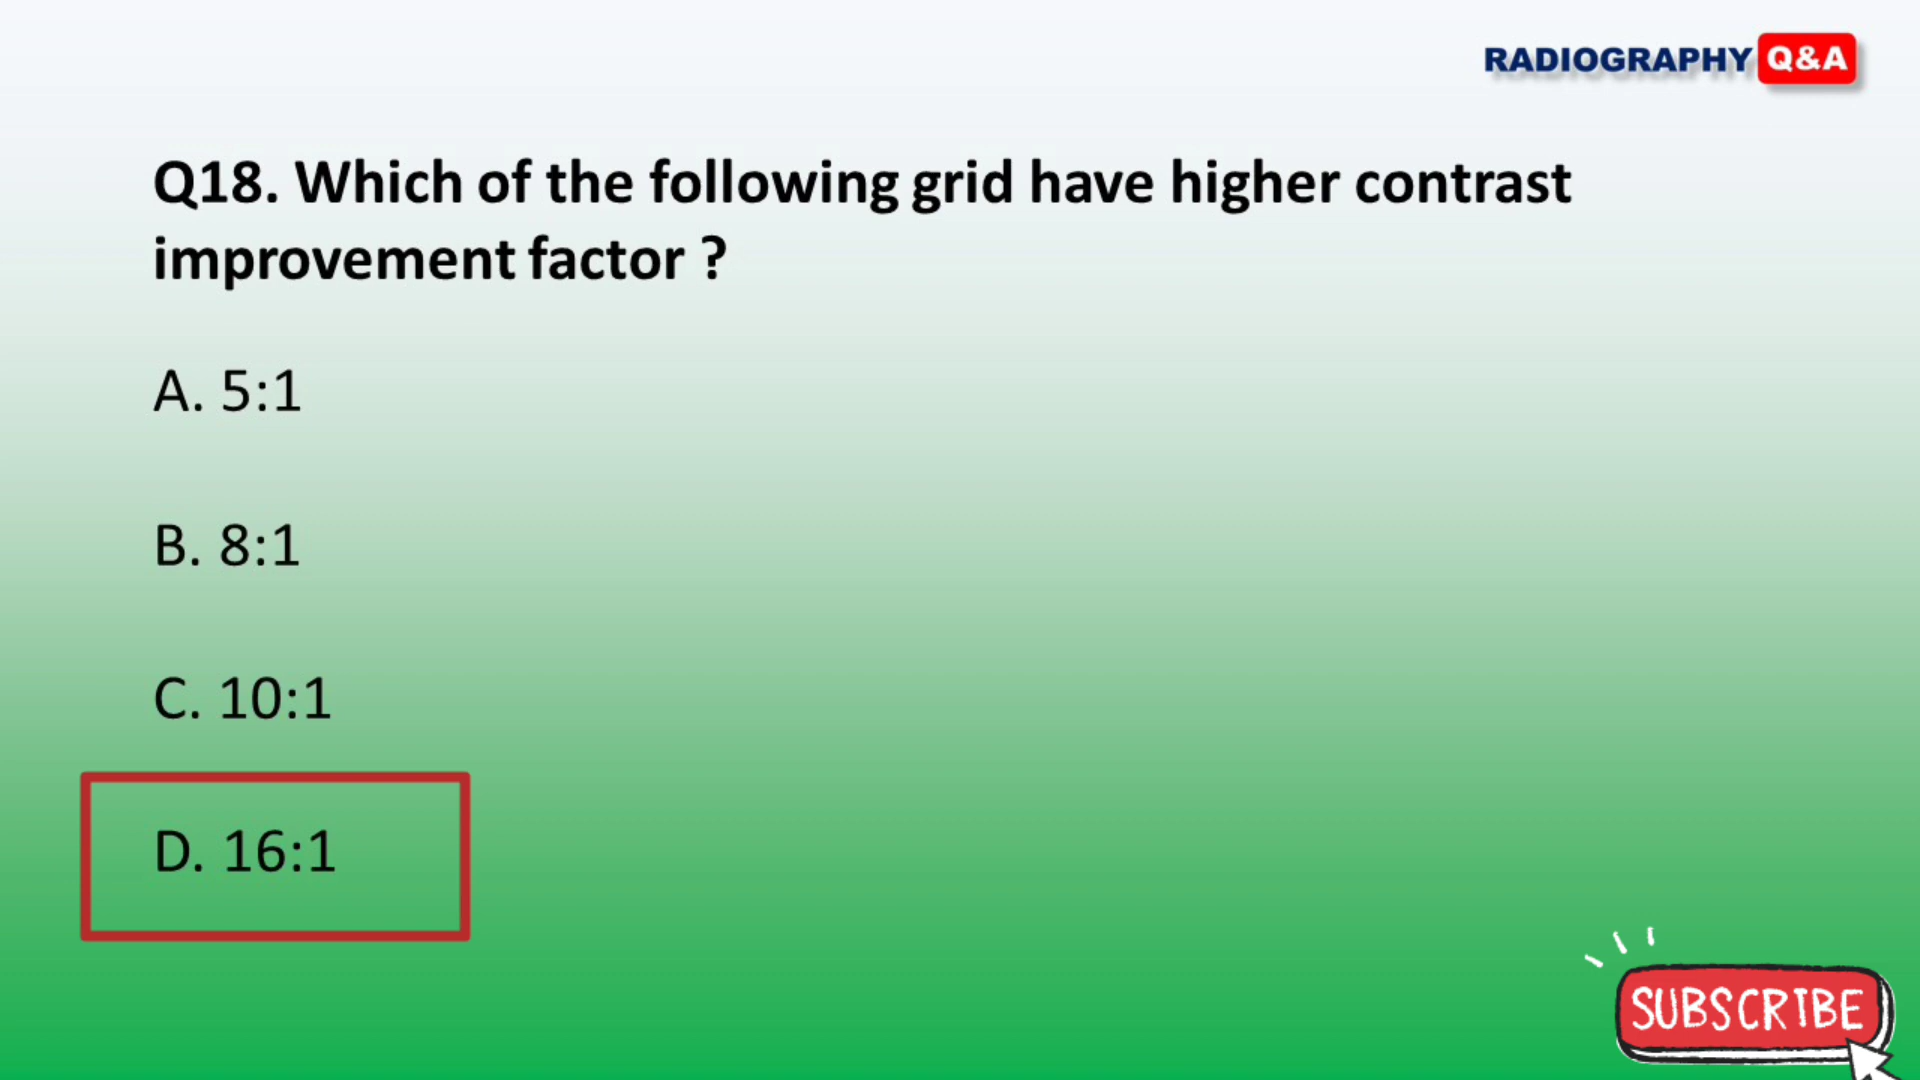 RADIOGRAPHY Q&A
Q18. Which of the following grid have higher contrast
improvement factor ?
A. 5:1
B. 8:1
C. 10:1
D. 16:1
SUBSCRIBE